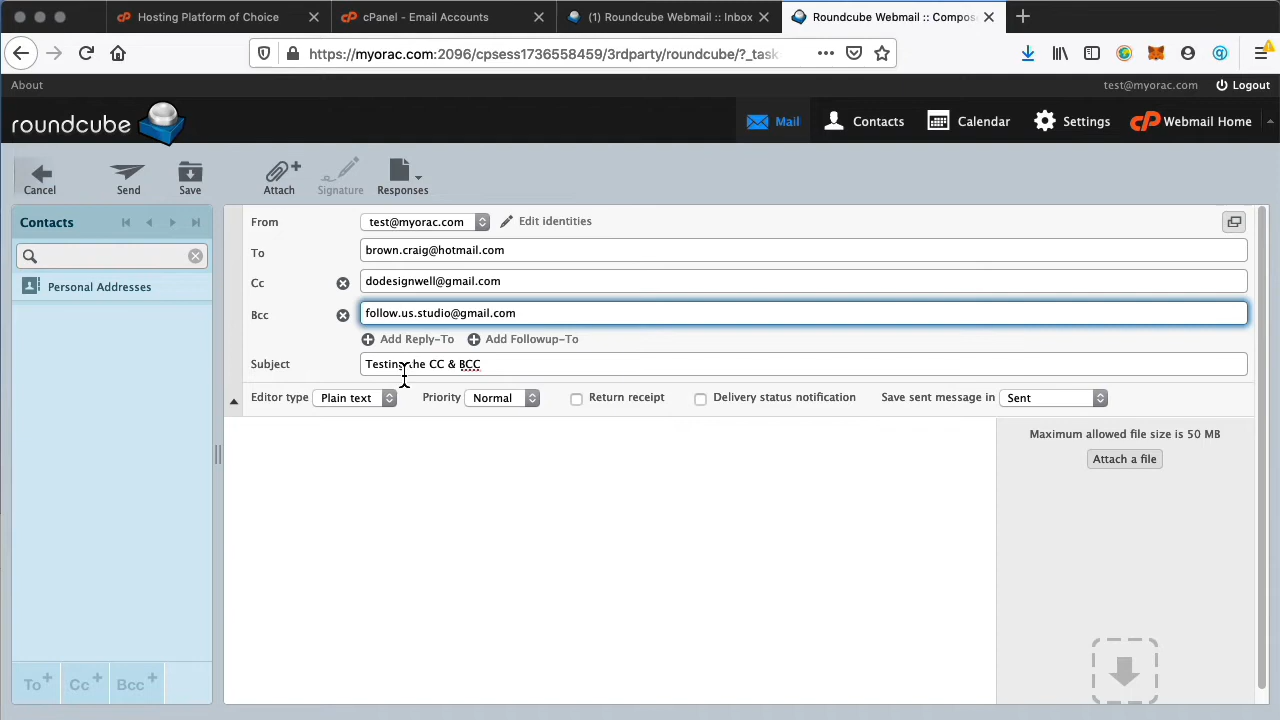 Hosting Platform of Choice
cPanel - Email Accounts
(1) Roundcube Webmail :: Inbox
Roundcube Webmail :: Compos
https://myorac.com:2096/cpsess1736558459/3rdparty/roundcube/?_task
About
test@myorac.com
Logout
roundcube
Mail
Contacts
Calendar
Settings
Webmail Home
Cancel
Send
Save
Attach
Signature
Responses
Contacts
Personal Addresses
From
test@myorac.com
Edit identities
To
brown.craig@hotmail.com
Cc
dodesignwell@gmail.com
Bcc
follow.us.studio@gmail.com
Add Reply-To
Add Followup-To
Subject
Testing the CC & BCC
Editor type
Plain text
Priority
Normal
Return receipt
Delivery status notification
Save sent message in
Sent
Maximum allowed file size is 50 MB
Attach a file
To+
Cc+
Bcc+